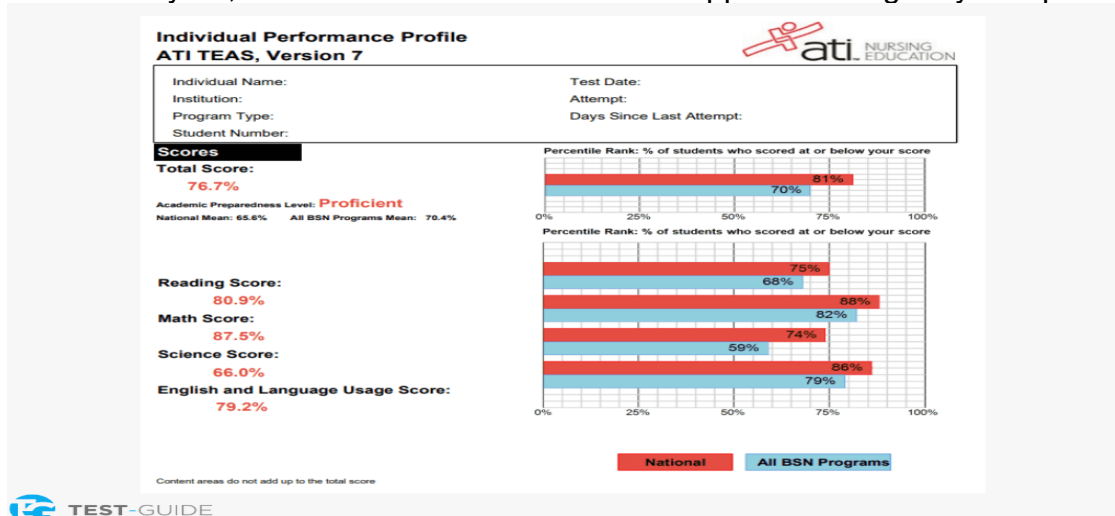 Individual Performance Profile
ATI TEAS, Version 7
ati NURSING EDUCATION
Individual Name:
Test Date:
Institution:
Attempt:
Program Type:
Days Since Last Attempt:
Student Number:
Scores
Percentile Rank: % of students who scored at or below your score
Total Score:
76.7%
81%
70%
Academic Preparedness Level: Proficient
National Mean: 65.6% All BSN Programs Mean: 70.4%
0% 25% 50% 75% 100%
Percentile Rank: % of students who scored at or below your score
75%
68%
Reading Score:
80.9%
88%
82%
Math Score:
87.5%
74%
59%
Science Score:
66.0%
86%
79%
English and Language Usage Score:
79.2%
0% 25% 50% 75% 100%
National All BSN Programs
Content areas do not add up to the total score
TEST-GUIDE